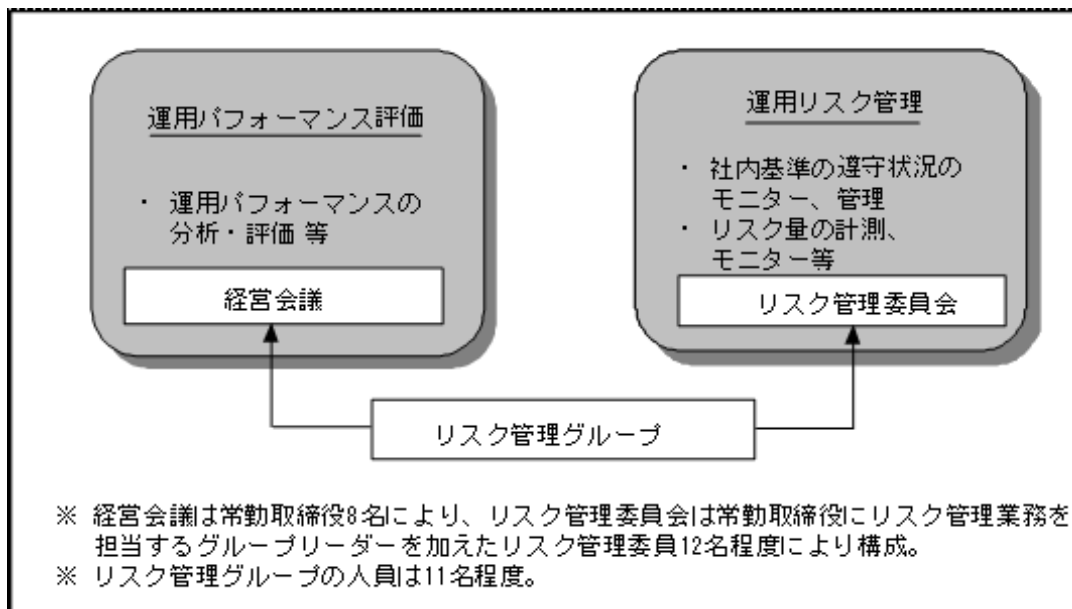 運用パフォーマンス評価
・ 運用パフォーマンスの
分析・評価 等
経営会議
運用リスク管理
・ 社内基準の遵守状況の
モニター、管理
・ リスク量の計測、
モニター等
リスク管理委員会
リスク管理グループ
※ 経営会議は常勤取締役8名により、リスク管理委員会は常勤取締役にリスク管理業務を
担当するグループリーダーを加えたリスク管理委員12名程度により構成。
※ リスク管理グループの人員は11名程度。